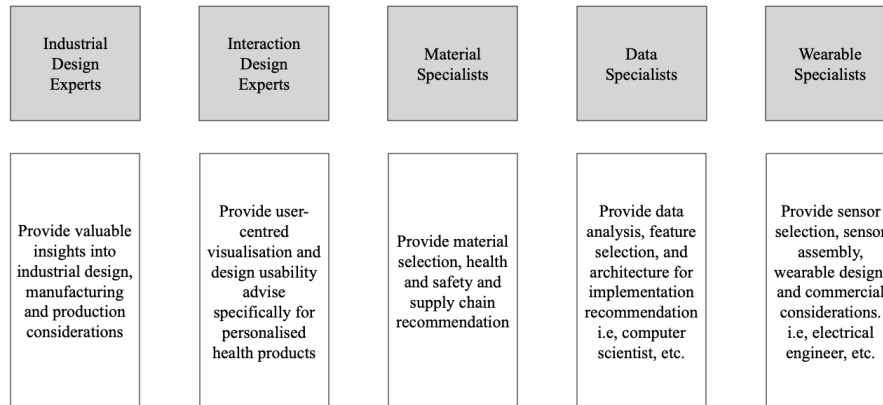 Industrial
Design
Experts
Interaction
Design
Experts
Material
Specialists
Data
Specialists
Wearable
Specialists
Provide valuable
insights into
industrial design,
manufacturing
and production
considerations
Provide user-
centred
visualisation and
design usability
advise
specifically for
personalised
health products
Provide material
selection, health
and safety and
supply chain
recommendation
Provide data
analysis, feature
selection, and
architecture for
implementation
recommendation
i.e, computer
scientist, etc.
Provide sensor
selection, sensor
assembly,
wearable design,
and commercial
considerations.
i.e, electrical
engineer, etc.